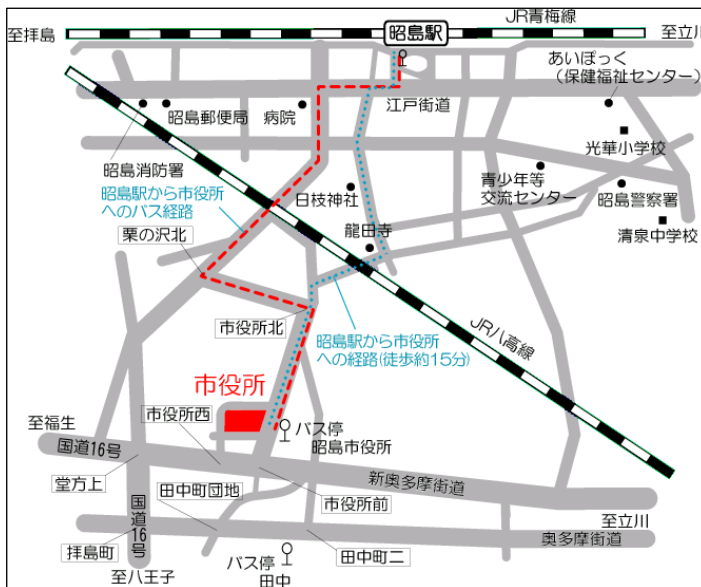 JR青梅線
至拝島
昭島駅
至立川
あいぽっく
(保健福祉センター)
江戸街道
昭島郵便局
病院
光華小学校
昭島消防署
昭島駅から市役所
へのバス経路
日枝神社
青少年等
交流センター
昭島警察署
栗の沢北
龍田寺
清泉中学校
市役所北
昭島駅から市役所
への経路(徒歩約15分)
JR八高線
市役所
市役所西
至福生
バス停
昭島市役所
国道16号
新奥多摩街道
堂方上
田中町団地
市役所前
国道16号
至立川
拝島町
奥多摩街道
バス停
田中
田中町二
至八王子